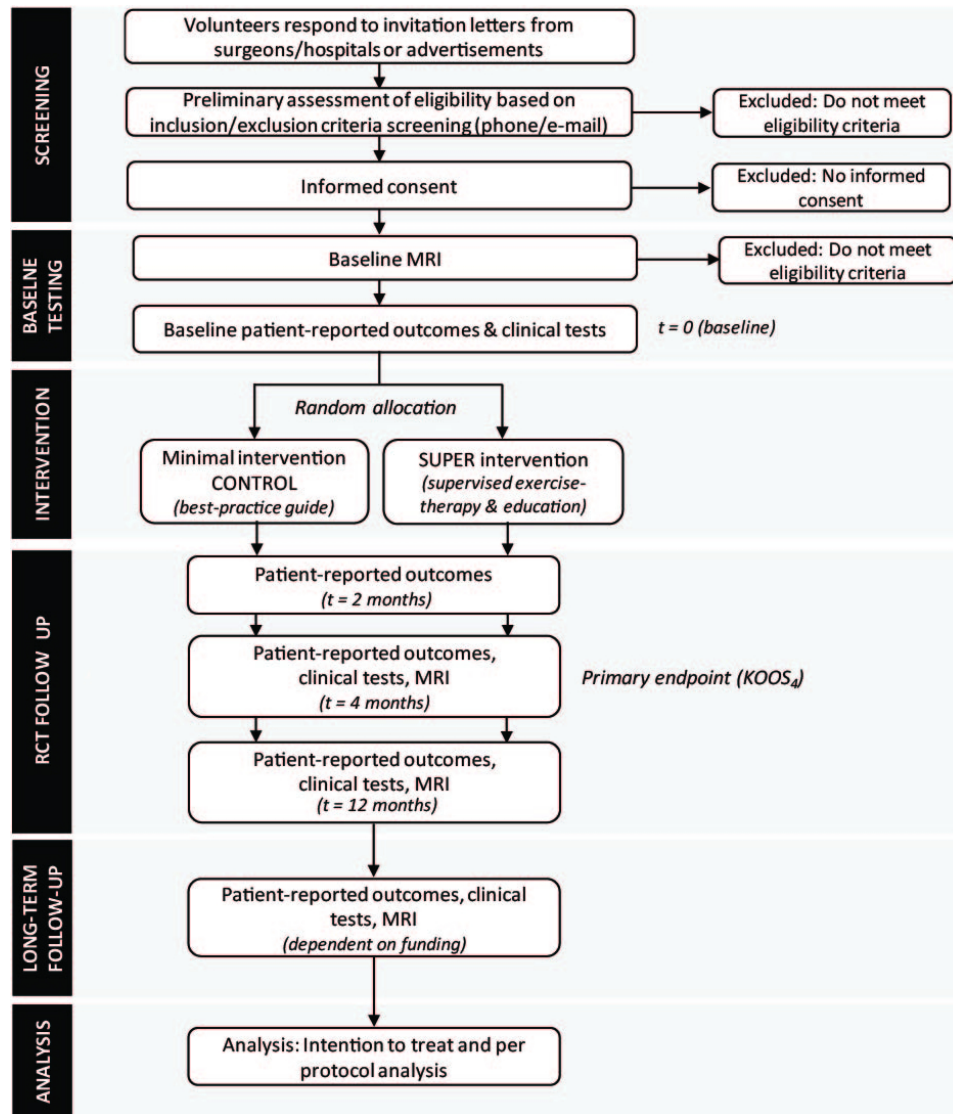 SCREENING
Volunteers respond to invitation letters from
surgeons/hospitals or advertisements
Preliminary assessment of eligibility based on
inclusion/exclusion criteria screening (phone/e-mail)
Excluded: Do not meet
eligibility criteria
Informed consent
Excluded: No informed
consent
BASELNE
TESTING
Baseline MRI
Excluded: Do not meet
eligibility criteria
Baseline patient-reported outcomes & clinical tests
t = 0 (baseline)
INTERVENTION
Random allocation
Minimal intervention
CONTROL
(best-practice guide)
SUPER intervention
(supervised exercise-
therapy & education)
RCT FOLLOW UP
Patient-reported outcomes
(t = 2 months)
Patient-reported outcomes,
clinical tests, MRI
(t = 4 months)
Primary endpoint (KOOS₄)
Patient-reported outcomes,
clinical tests, MRI
(t = 12 months)
LONG-TERM
FOLLOW-UP
Patient-reported outcomes, clinical
tests, MRI
(dependent on funding)
ANALYSIS
Analysis: Intention to treat and per
protocol analysis